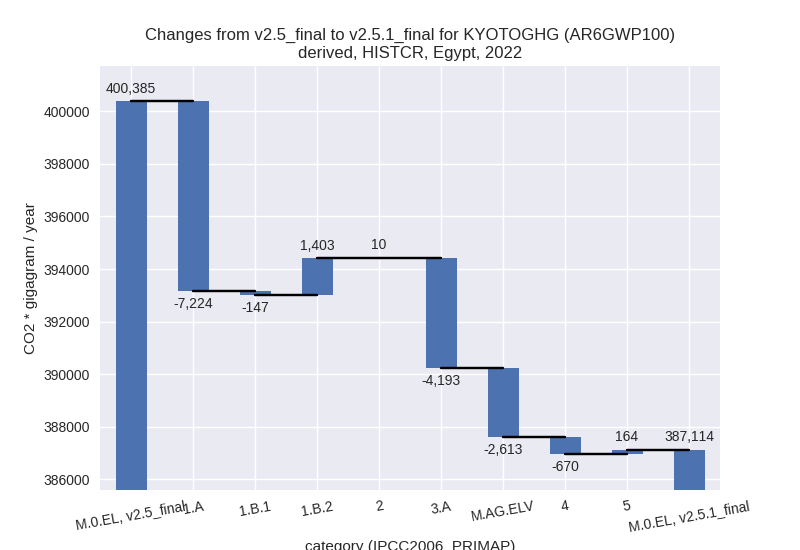 Changes from v2.5_final to v2.5.1_final for KYOTOGHG (AR6GWP100)
derived, HISTCR, Egypt, 2022
CO2 * gigagram / year
400000
398000
396000
394000
392000
390000
388000
386000
400,385
-7,224
-147
1,403
10
-4,193
-2,613
-670
164
387,114
M.0.EL, v2.5_final
1.A
1.B.1
1.B.2
2
3.A
M.AG.ELV
4
5
M.0.EL, v2.5.1_final
category (IPCC2006_PRIMAP)